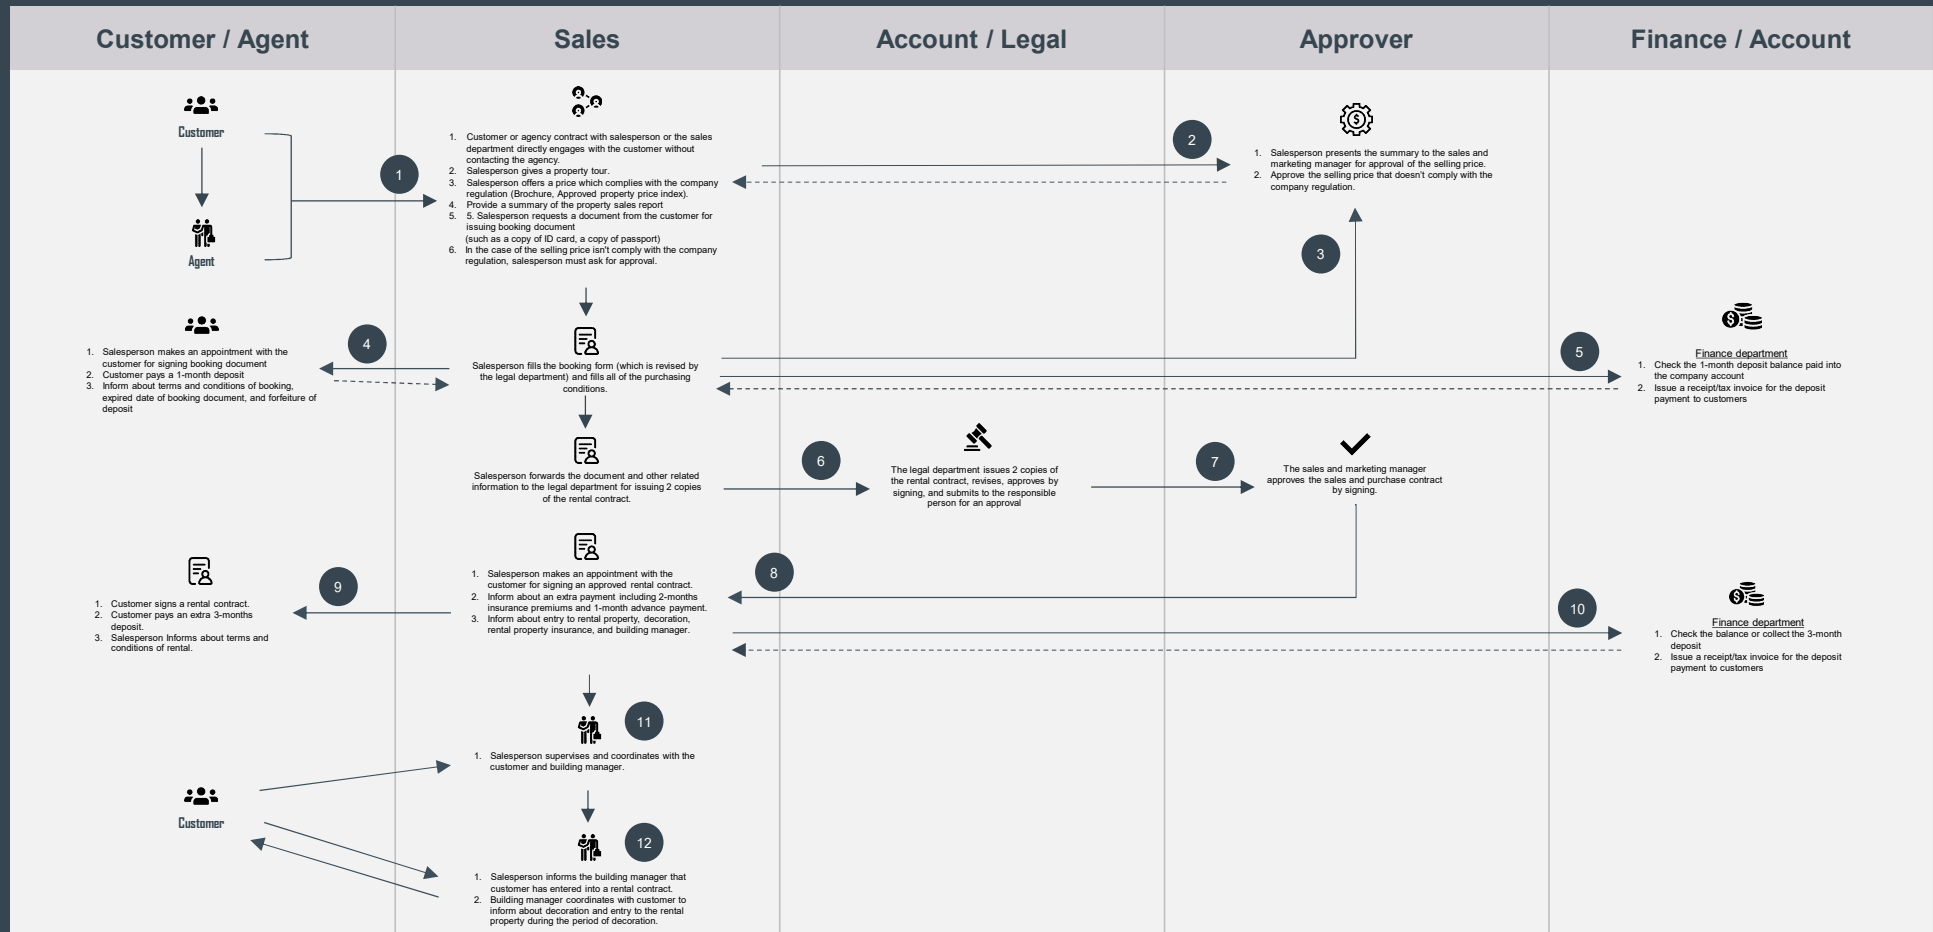 Customer / Agent
Sales
Account / Legal
Approver
Finance / Account
Customer
Agent
1
1. Customer or agency contract with salesperson or the sales
department directly engages with the customer without
contacting the agency.
2. Salesperson gives a property tour.
3. Salesperson offers a price which complies with the company
regulation (Brochure, Approved property price index).
4. Provide a summary of the property sales report
5. 5. Salesperson requests a document from the customer for
issuing booking document
(such as a copy of ID card, a copy of passport)
6. In the case of the selling price isn't comply with the company
regulation, salesperson must ask for approval.
2
1. Salesperson presents the summary to the sales and
marketing manager for approval of the selling price.
2. Approve the selling price that doesn't comply with the
company regulation.
3
1. Salesperson makes an appointment with the
customer for signing booking document
2. Customer pays a 1-month deposit
3. Inform about terms and conditions of booking,
expired date of booking document, and forfeiture of
deposit
4
Salesperson fills the booking form (which is revised by
the legal department) and fills all of the purchasing
conditions.
5
Finance department
1. Check the 1-month deposit balance paid into
the company account
2. Issue a receipt/tax invoice for the deposit
payment to customers
Salesperson forwards the document and other related
information to the legal department for issuing 2 copies
of the rental contract.
6
The legal department issues 2 copies of
the rental contract, revises, approves by
signing, and submits to the responsible
person for an approval
7
The sales and marketing manager
approves the sales and purchase contract
by signing.
8
1. Salesperson makes an appointment with the
customer for signing an approved rental contract.
2. Inform about an extra payment including 2-months
insurance premiums and 1-month advance payment.
3. Inform about entry to rental property, decoration,
rental property insurance, and building manager.
9
1. Customer signs a rental contract.
2. Customer pays an extra 3-months
deposit.
3. Salesperson Informs about terms and
conditions of rental.
10
Finance department
1. Check the balance or collect the 3-month
deposit
2. Issue a receipt/tax invoice for the deposit
payment to customers
11
1. Salesperson supervises and coordinates with the
customer and building manager.
Customer
12
1. Salesperson informs the building manager that
customer has entered into a rental contract.
2. Building manager coordinates with customer to
inform about decoration and entry to the rental
property during the period of decoration.